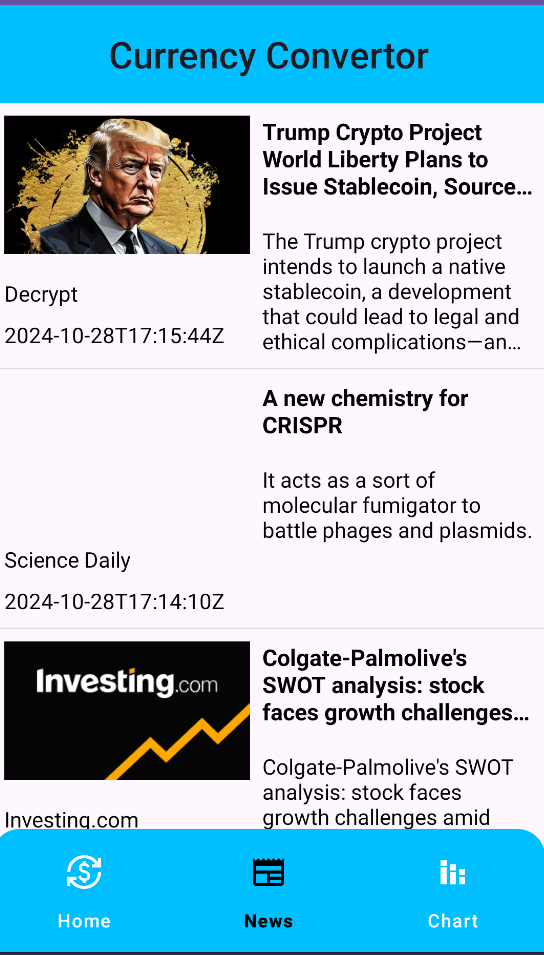 Currency Convertor
Trump Crypto Project
World Liberty Plans to
Issue Stablecoin, Source…
The Trump crypto project
intends to launch a native
stablecoin, a development
that could lead to legal and
ethical complications—an…
Decrypt
2024-10-28T17:15:44Z
A new chemistry for
CRISPR
It acts as a sort of
molecular fumigator to
battle phages and plasmids.
Science Daily
2024-10-28T17:14:10Z
Investing.com
Colgate-Palmolive's
SWOT analysis: stock
faces growth challenges…
Colgate-Palmolive's SWOT
analysis: stock faces
growth challenges amid
Investing.com
Home
News
Chart